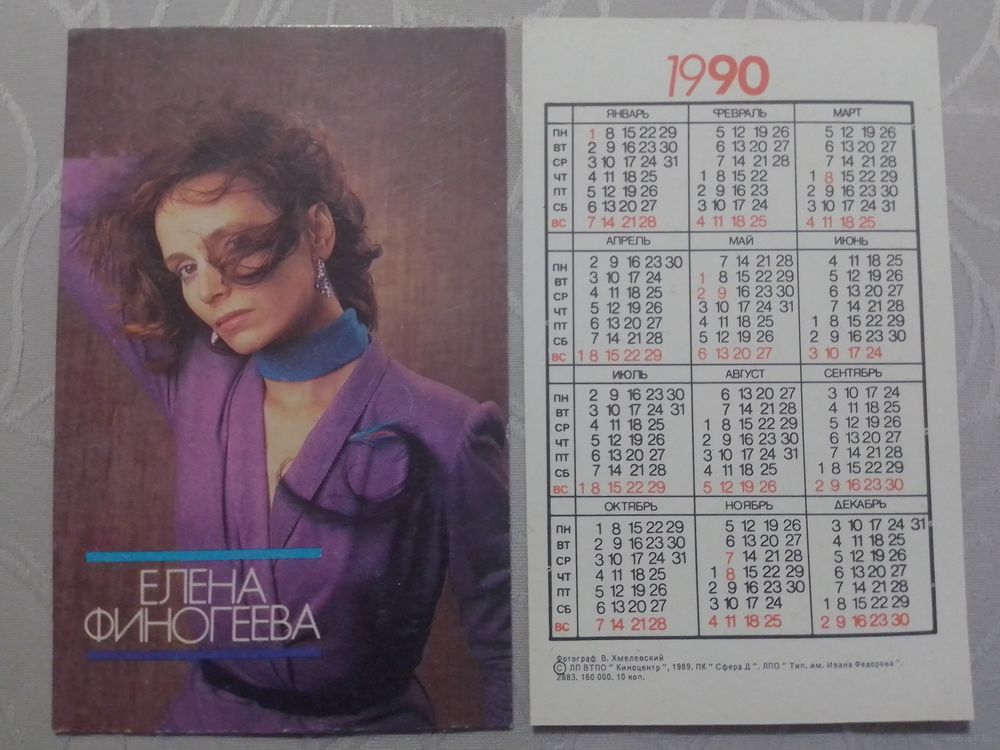 ЕЛЕНА
ФИНОГЕЕВА
1990
ЯНВАРЬ ФЕВРАЛЬ МАРТ
ПН 1 8 15 22 29 5 12 19 26 5 12 19 26
ВТ 2 9 16 23 30 6 13 20 27 6 13 20 27
СР 3 10 17 24 31 7 14 21 28 7 14 21 28
ЧТ 4 11 18 25 1 8 15 22 1 8 15 22 29
ПТ 5 12 19 26 2 9 16 23 2 9 16 23 30
СБ 6 13 20 27 3 10 17 24 3 10 17 24 31
ВС 7 14 21 28 4 11 18 25 4 11 18 25
АПРЕЛЬ МАЙ ИЮНЬ
ПН 2 9 16 23 30 7 14 21 28 4 11 18 25
ВТ 3 10 17 24 1 8 15 22 29 5 12 19 26
СР 4 11 18 25 2 9 16 23 30 6 13 20 27
ЧТ 5 12 19 26 3 10 17 24 31 7 14 21 28
ПТ 6 13 20 27 4 11 18 25 1 8 15 22 29
СБ 7 14 21 28 5 12 19 26 2 9 16 23 30
ВС 1 8 15 22 29 6 13 20 27 3 10 17 24
ИЮЛЬ АВГУСТ СЕНТЯБРЬ
ПН 2 9 16 23 30 6 13 20 27 3 10 17 24
ВТ 3 10 17 24 31 7 14 21 28 4 11 18 25
СР 4 11 18 25 1 8 15 22 29 5 12 19 26
ЧТ 5 12 19 26 2 9 16 23 30 6 13 20 27
ПТ 6 13 20 27 3 10 17 24 31 7 14 21 28
СБ 7 14 21 28 4 11 18 25 1 8 15 22 29
ВС 1 8 15 22 29 5 12 19 26 2 9 16 23 30
ОКТЯБРЬ НОЯБРЬ ДЕКАБРЬ
ПН 1 8 15 22 29 5 12 19 26 3 10 17 24 31
ВТ 2 9 16 23 30 6 13 20 27 4 11 18 25
СР 3 10 17 24 31 7 14 21 28 5 12 19 26
ЧТ 4 11 18 25 1 8 15 22 29 6 13 20 27
ПТ 5 12 19 26 2 9 16 23 30 7 14 21 28
СБ 6 13 20 27 3 10 17 24 1 8 15 22 29
ВС 7 14 21 28 4 11 18 25 2 9 16 23 30
Фотограф В. Хмелевский
© ЛП ВТПО " Киноцентр ", 1989. ПК " Сфера Д ". ЛПО " Тип. им. Ивана Федорова ".
2883. 160 000. 10 коп.